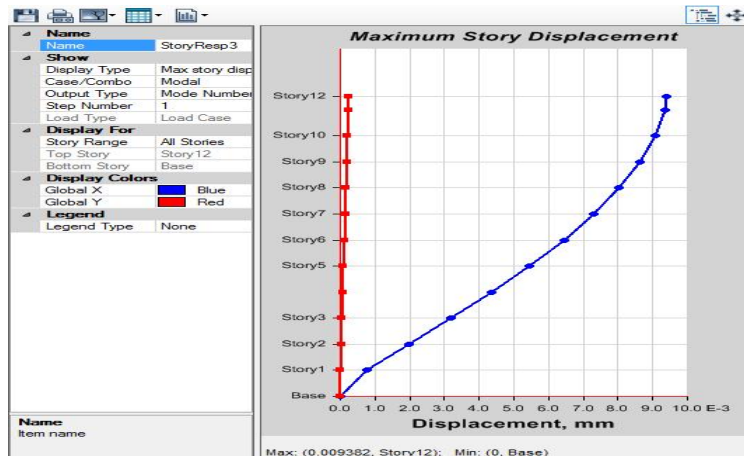 Name
Name StoryResp3
Show
Display Type Max story disp
Case/Combo Modal
Output Type Mode Number
Step Number 1
Load Type Load Case
Display For
Story Range All Stories
Top Story Story12
Bottom Story Base
Display Colors
Global X Blue
Global Y Red
Legend
Legend Type None
Name
Item name
Maximum Story Displacement
Story12
Story10
Story9
Story8
Story7
Story6
Story5
Story3
Story2
Story1
Base
0.0 1.0 2.0 3.0 4.0 5.0 6.0 7.0 8.0 9.0 10.0 E-3
Displacement, mm
Max: (0.009382, Story12); Min: (0, Base)